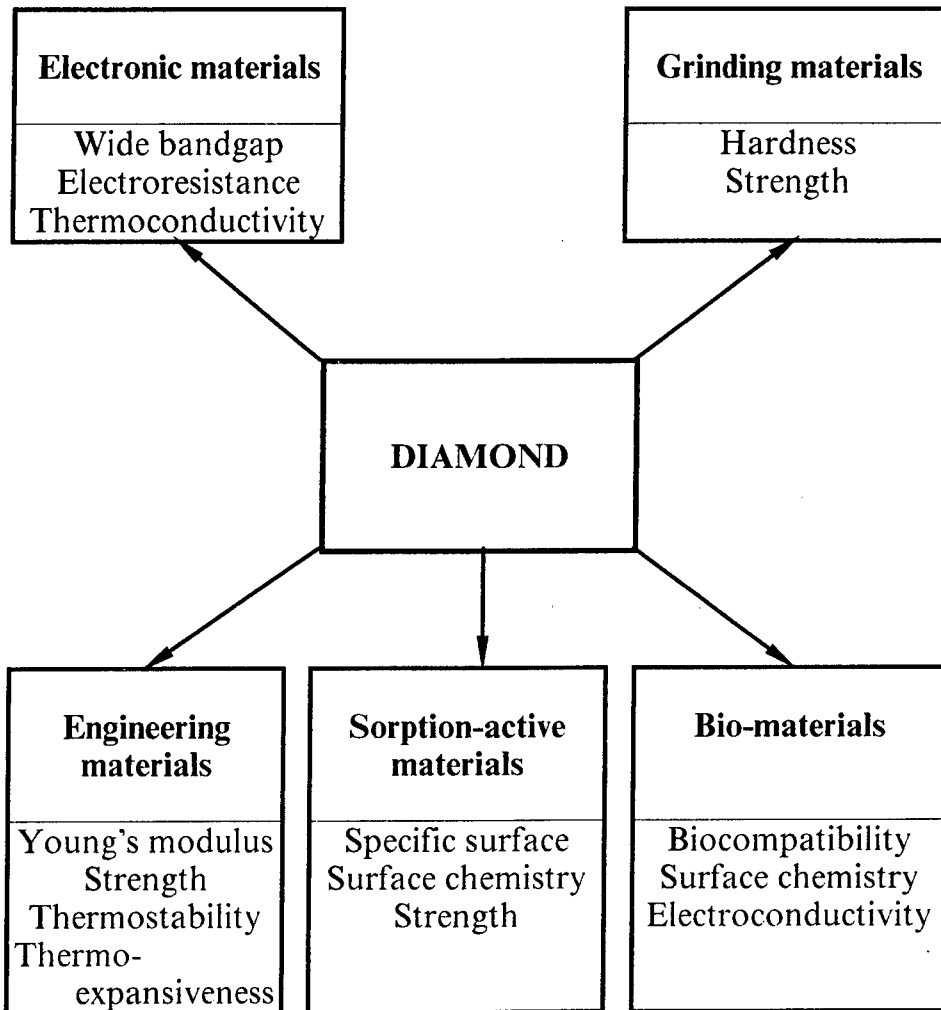 Electronic materials
Wide bandgap
Electroresistance
Thermoconductivity
Grinding materials
Hardness
Strength
DIAMOND
Engineering
materials
Young's modulus
Strength
Thermostability
Thermo-
expansiveness
Sorption-active
materials
Specific surface
Surface chemistry
Strength
Bio-materials
Biocompatibility
Surface chemistry
Electroconductivity